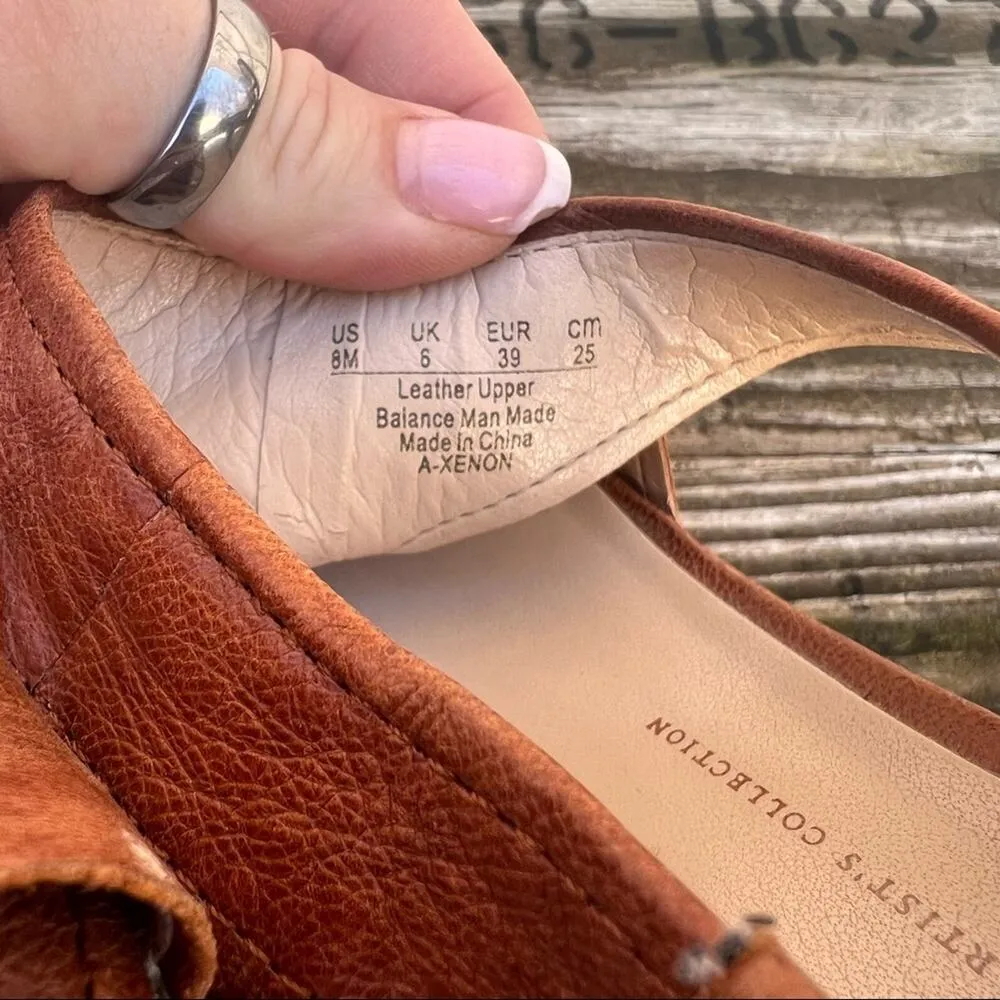 US UK EUR cm
8M 6 39 25
Leather Upper
Balance Man Made
Made In China
A-XENON
RTIST'S COLLECTION